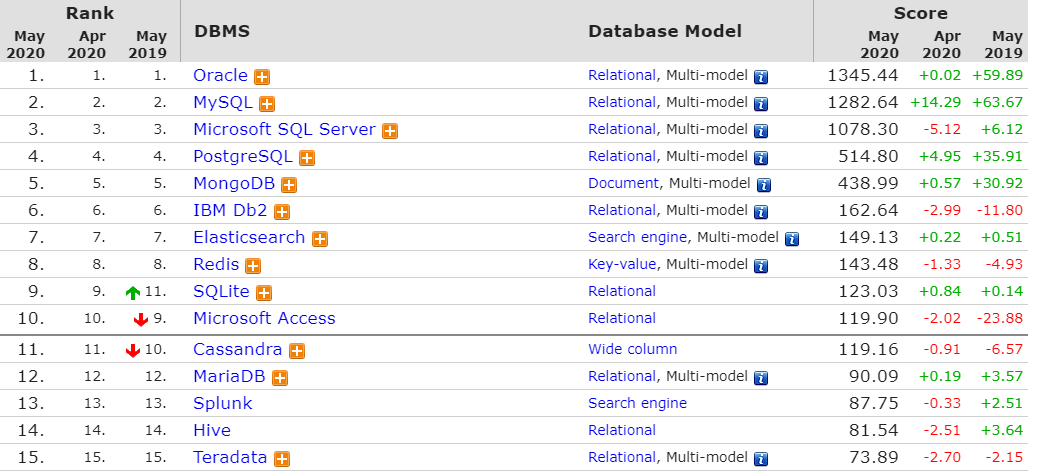 Rank DBMS Database Model Score
May 2020 Apr 2020 May 2019 May 2020 Apr 2020 May 2019
1. 1. 1. Oracle Relational, Multi-model 1345.44 +0.02 +59.89
2. 2. 2. MySQL Relational, Multi-model 1282.64 +14.29 +63.67
3. 3. 3. Microsoft SQL Server Relational, Multi-model 1078.30 -5.12 +6.12
4. 4. 4. PostgreSQL Relational, Multi-model 514.80 +4.95 +35.91
5. 5. 5. MongoDB Document, Multi-model 438.99 +0.57 +30.92
6. 6. 6. IBM Db2 Relational, Multi-model 162.64 -2.99 -11.80
7. 7. 7. Elasticsearch Search engine, Multi-model 149.13 +0.22 +0.51
8. 8. 8. Redis Key-value, Multi-model 143.48 -1.33 -4.93
9. 9. 11. SQLite Relational 123.03 +0.84 +0.14
10. 10. 9. Microsoft Access Relational 119.90 -2.02 -23.88
11. 11. 10. Cassandra Wide column 119.16 -0.91 -6.57
12. 12. 12. MariaDB Relational, Multi-model 90.09 +0.19 +3.57
13. 13. 13. Splunk Search engine 87.75 -0.33 +2.51
14. 14. 14. Hive Relational 81.54 -2.51 +3.64
15. 15. 15. Teradata Relational, Multi-model 73.89 -2.70 -2.15